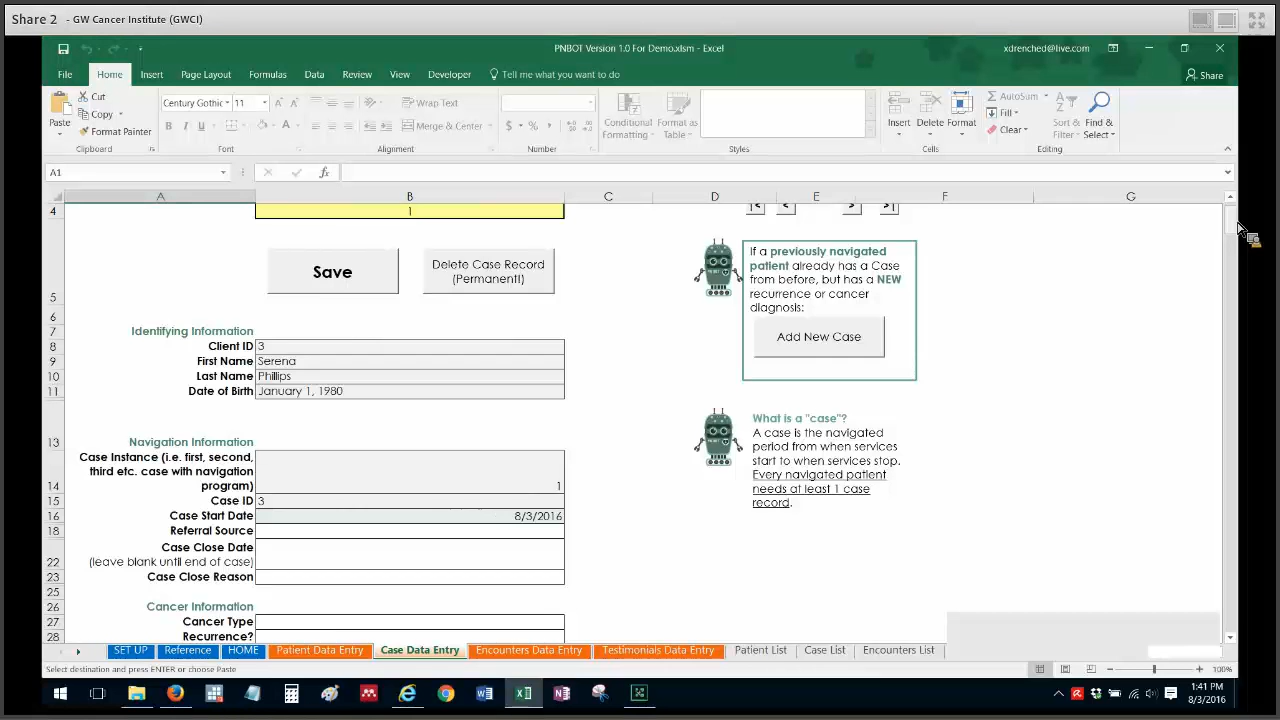 Share 2 - GW Cancer Institute (GWCI)
PNBOT Version 1.0 For Demo.xlsm - Excel
xdrenched@live.com
File Home Insert Page Layout Formulas Data Review View Developer Tell me what you want to do Share
Paste
Cut
Copy
Format Painter
Century Gothic 11
B I U
Wrap Text
Merge & Center
$ % ,
Conditional Formatting
Format as Table
Insert Delete Format
AutoSum
Fill
Clear
Sort & Filter
Find & Select
Clipboard Font Alignment Number Styles Cells Editing
A1 fx
A B C D E F G
4 1 |< < > >|
5 Save
Delete Case Record
(Permanent!)
If a previously navigated
patient already has a Case
from before, but has a NEW
recurrence or cancer
diagnosis:
Add New Case
6
7 Identifying Information
8 Client ID 3
9 First Name Serena
10 Last Name Phillips
11 Date of Birth January 1, 1980
What is a "case"?
A case is the navigated
period from when services
start to when services stop.
Every navigated patient
needs at least 1 case
record.
13 Navigation Information
Case Instance (i.e. first, second,
third etc. case with navigation
14 program) 1
15 Case ID 3
16 Case Start Date 8/3/2016
18 Referral Source
Case Close Date
22 (leave blank until end of case)
23 Case Close Reason
25
26 Cancer Information
27 Cancer Type
28 Recurrence?
SET UP Reference HOME Patient Data Entry Case Data Entry Encounters Data Entry Testimonials Data Entry Patient List Case List Encounters List
Select destination and press ENTER or choose Paste
100%
1:41 PM
8/3/2016